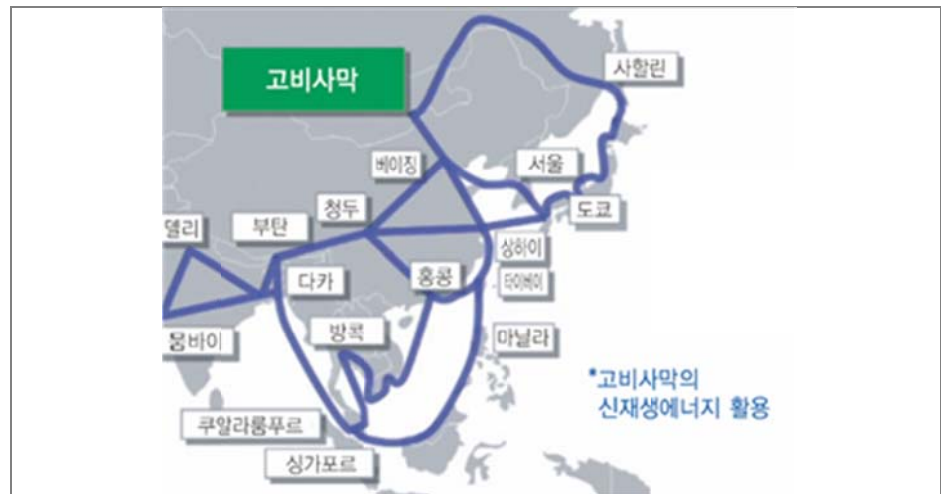 고비사막
사할린
베이징
서울
청두
도쿄
델리
부탄
상하이
다카
홍콩
타이베이
방콕
마닐라
뭄바이
*고비사막의
신재생에너지 활용
쿠알라룸푸르
싱가포르